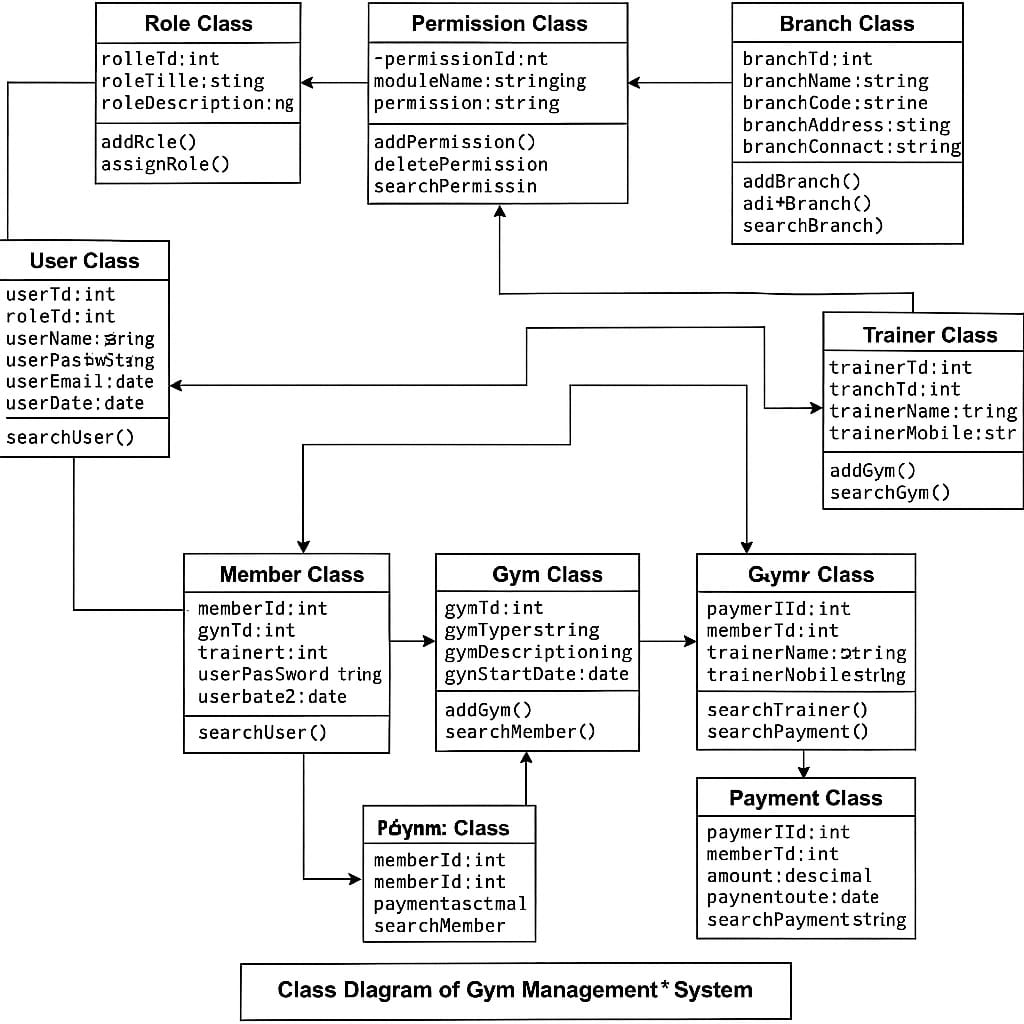 Role Class
rolleTd:int
roleTille:sting
roleDescription:ng
addRcle()
assignRole()
Permission Class
-permissionId:nt
moduleName:stringing
permission:string
addPermission()
deletePermission
searchPermissin
Branch Class
branchTd:int
branchName:string
branchCode:strine
branchAddress:sting
branchConnact:string
addBranch()
adi+Branch()
searchBranch)
User Class
userTd:int
roleTd:int
userName:
userEmail:date
userDate:date
searchUser()
Trainer Class
trainerTd:int
tranchTd:int
trainerName:tring
trainerMobile:str
addGym()
searchGym()
Member Class
memberId:int
gynTd:int
trainert:int
userPasSword tring
userbate2:date
searchUser()
Gym Class
gymTd:int
gymTyperstring
gymDescriptioning
gynStartDate:date
addGym()
searchMember()
Class
paymerIId:int
memberTd:int
trainerName:
trainerNobilestrlng
searchTrainer()
searchPayment()
Class
memberId:int
memberId:int
paymentasctmal
searchMember
Payment Class
paymerIId:int
memberTd:int
amount:descimal
paynentoute:date
searchPayment string
Class Dlagram of Gym Management* System